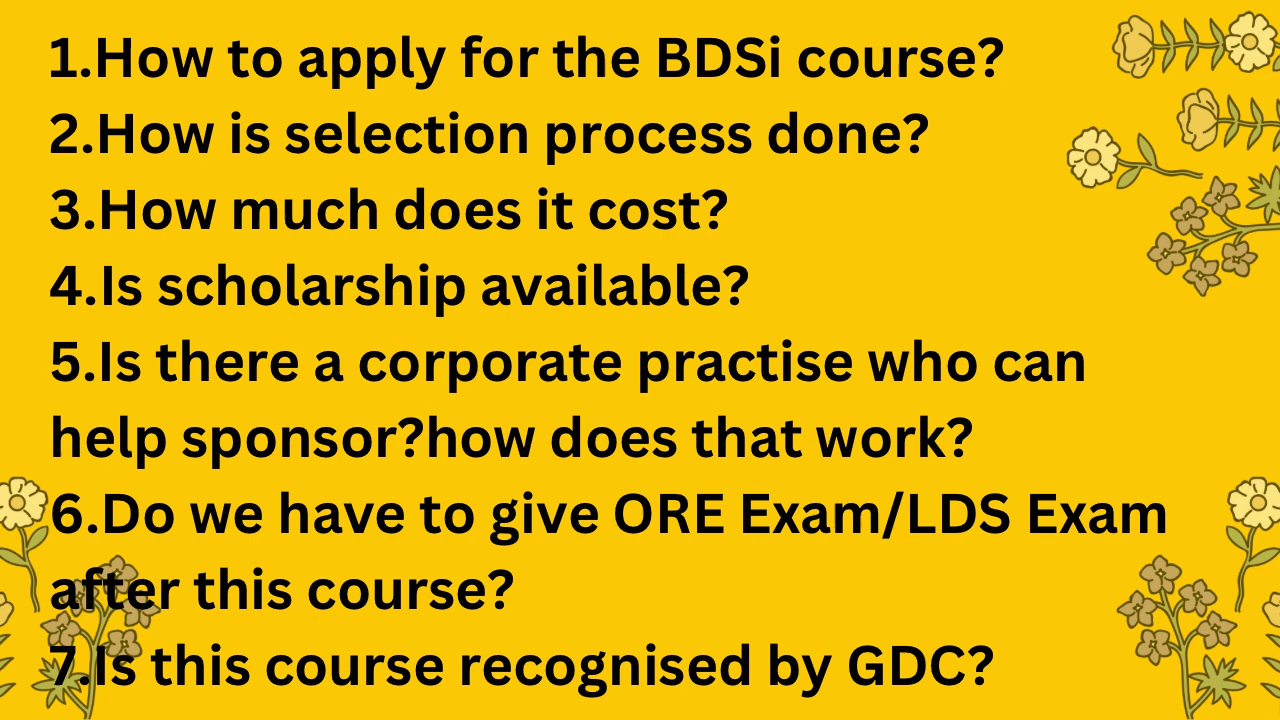 1.How to apply for the BDSi course?
2.How is selection process done?
3.How much does it cost?
4.Is scholarship available?
5.Is there a corporate practise who can
help sponsor?how does that work?
6.Do we have to give ORE Exam/LDS Exam
after this course?
7.Is this course recognised by GDC?